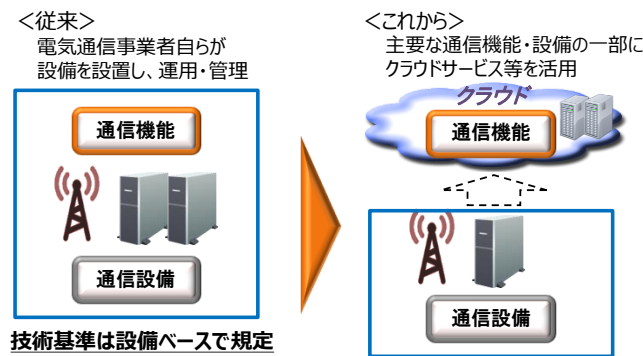 ＜従来＞
電気通信事業者自らが
設備を設置し、運用・管理
通信機能
通信設備
技術基準は設備ベースで規定
＜これから＞
主要な通信機能・設備の一部に
クラウドサービス等を活用
クラウド
通信機能
通信設備